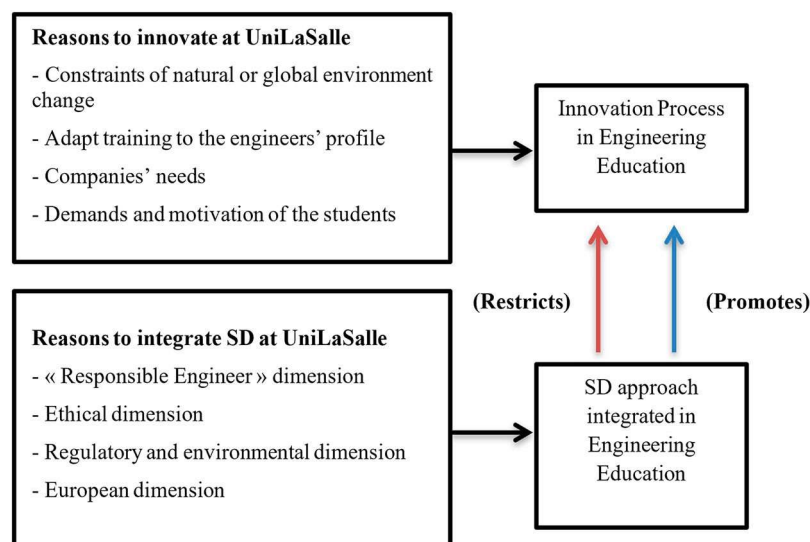 Reasons to innovate at UniLaSalle
- Constraints of natural or global environment
change
- Adapt training to the engineers' profile
- Companies' needs
- Demands and motivation of the students
Innovation Process
in Engineering
Education
(Restricts)
(Promotes)
Reasons to integrate SD at UniLaSalle
- « Responsible Engineer » dimension
- Ethical dimension
- Regulatory and environmental dimension
- European dimension
SD approach
integrated in
Engineering
Education